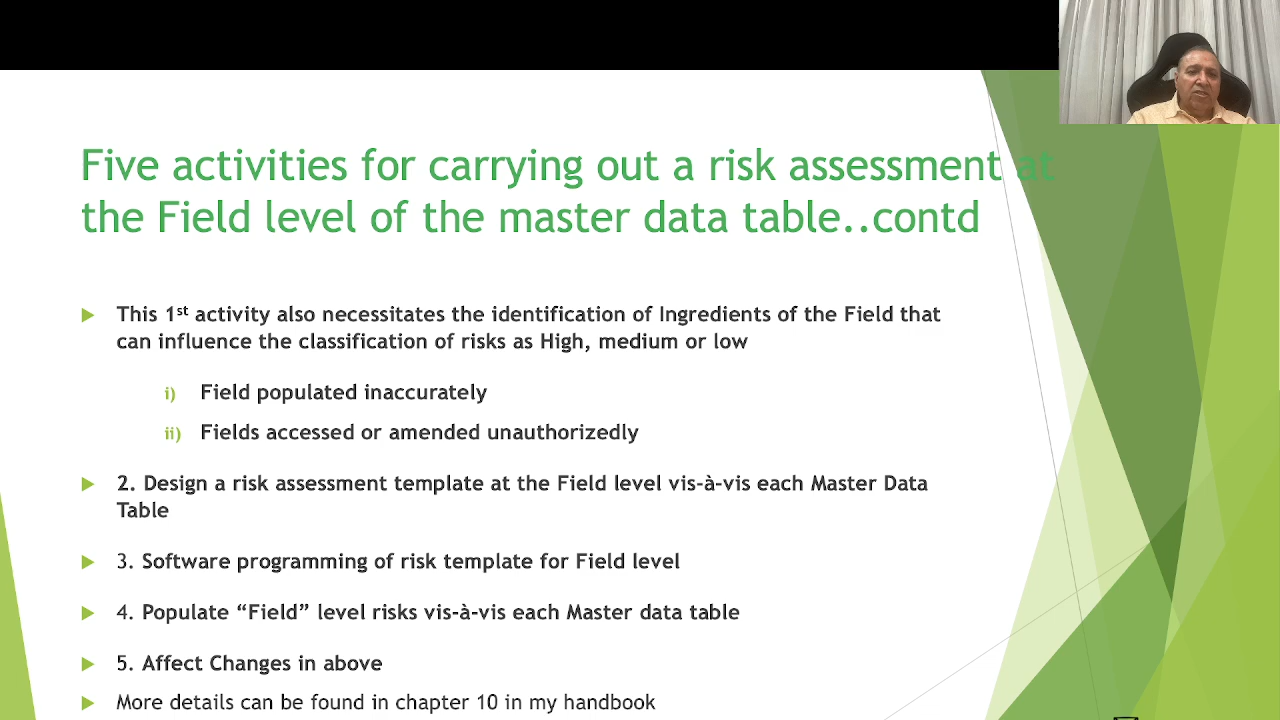 Five activities for carrying out a risk assessment at
the Field level of the master data table..contd
This 1st activity also necessitates the identification of Ingredients of the Field that
can influence the classification of risks as High, medium or low
i) Field populated inaccurately
ii) Fields accessed or amended unauthorizedly
2. Design a risk assessment template at the Field level vis-à-vis each Master Data
Table
3. Software programming of risk template for Field level
4. Populate “Field” level risks vis-à-vis each Master data table
5. Affect Changes in above
More details can be found in chapter 10 in my handbook